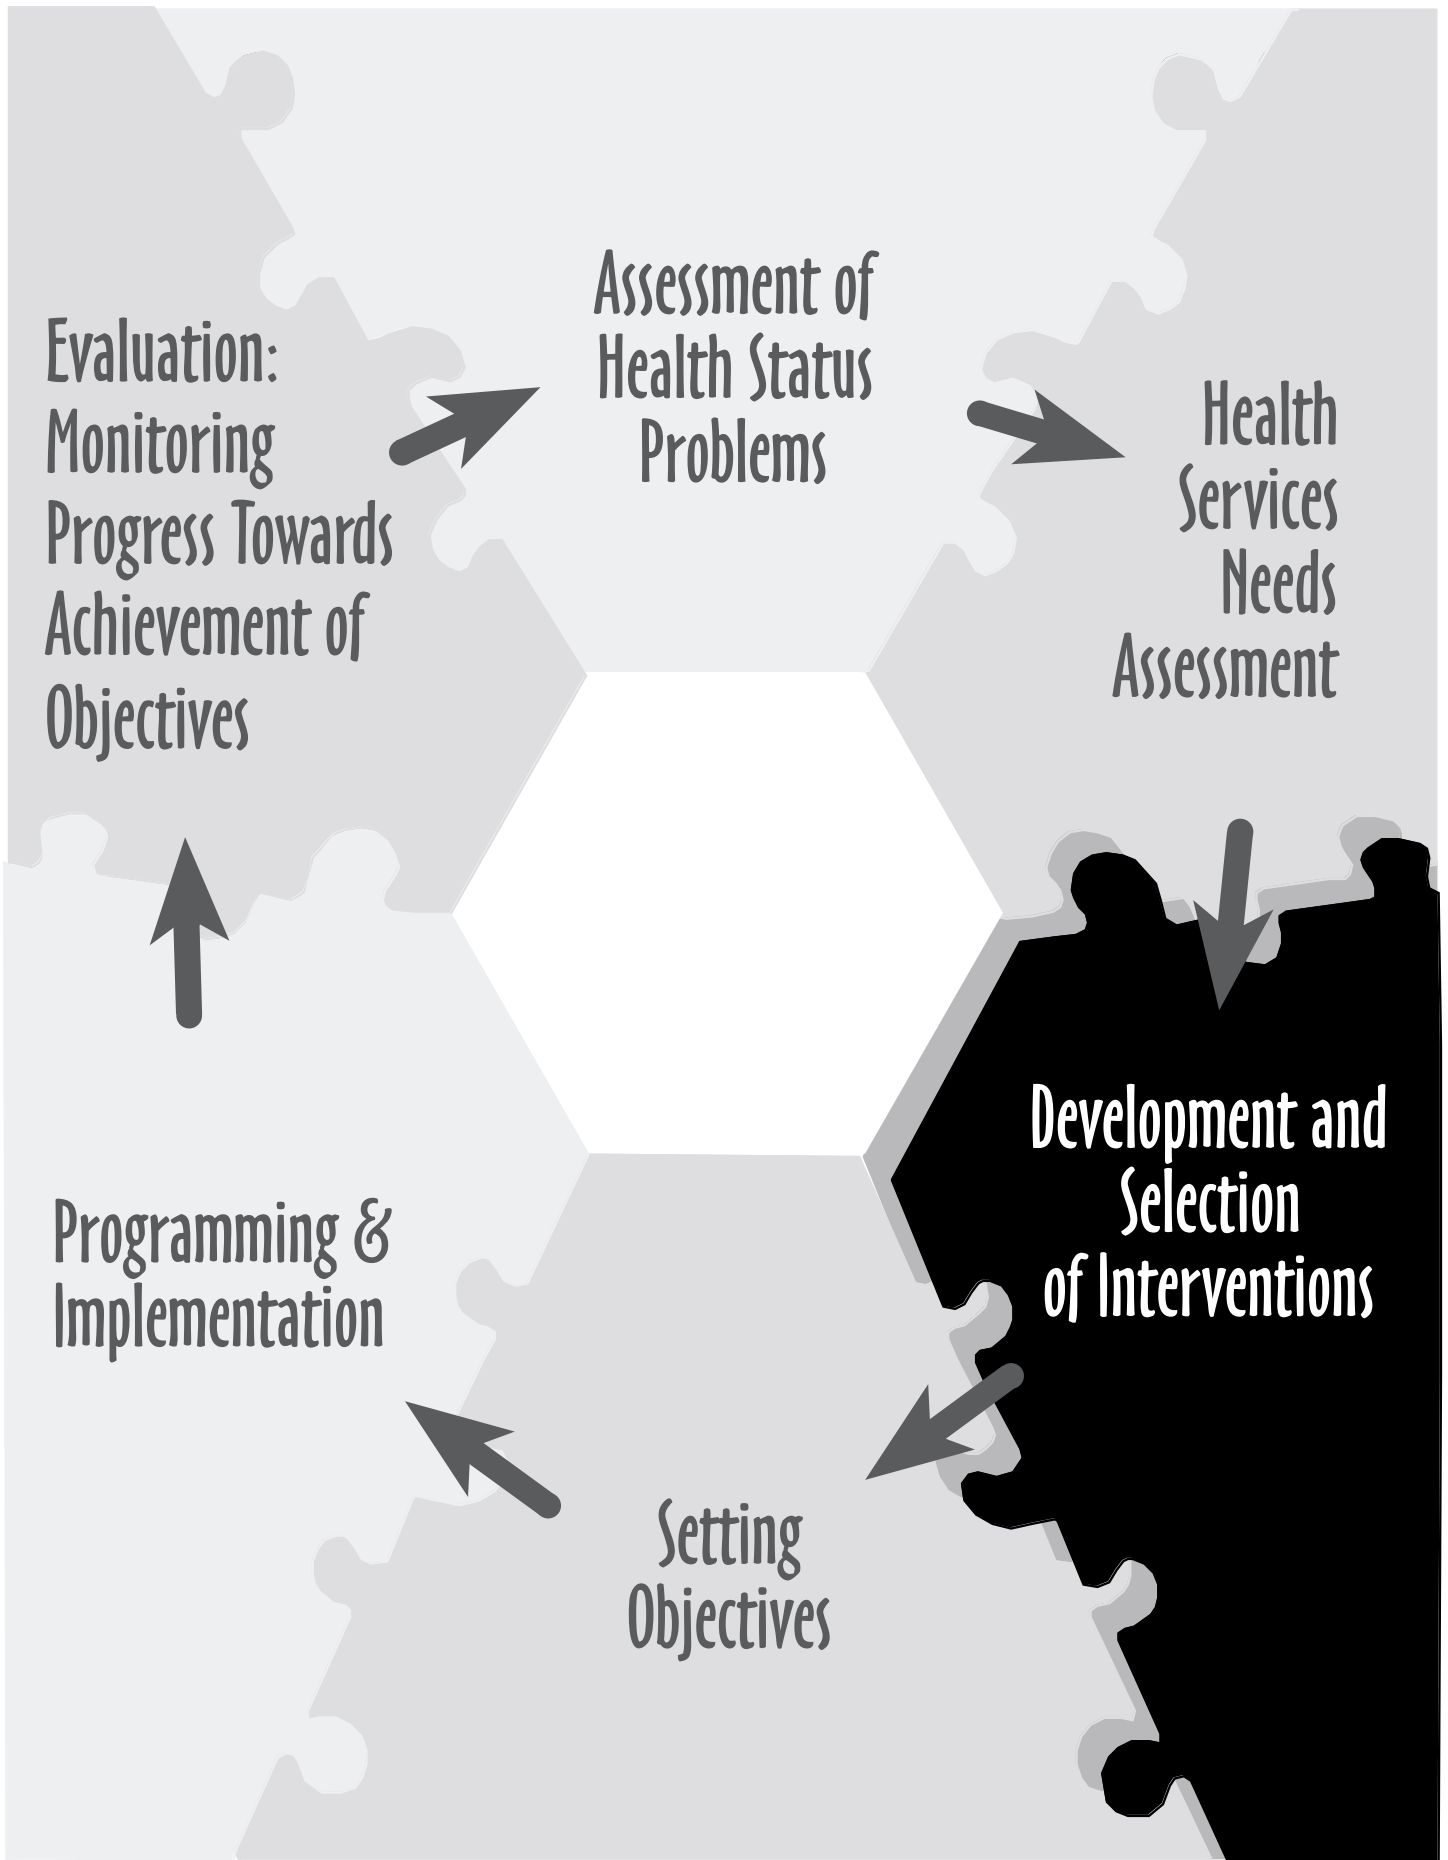 Assessment of
Health Status
Problems
Health
Services
Needs
Assessment
Development and
Selection
of Interventions
Setting
Objectives
Programming &
Implementation
Evaluation:
Monitoring
Progress Towards
Achievement of
Objectives